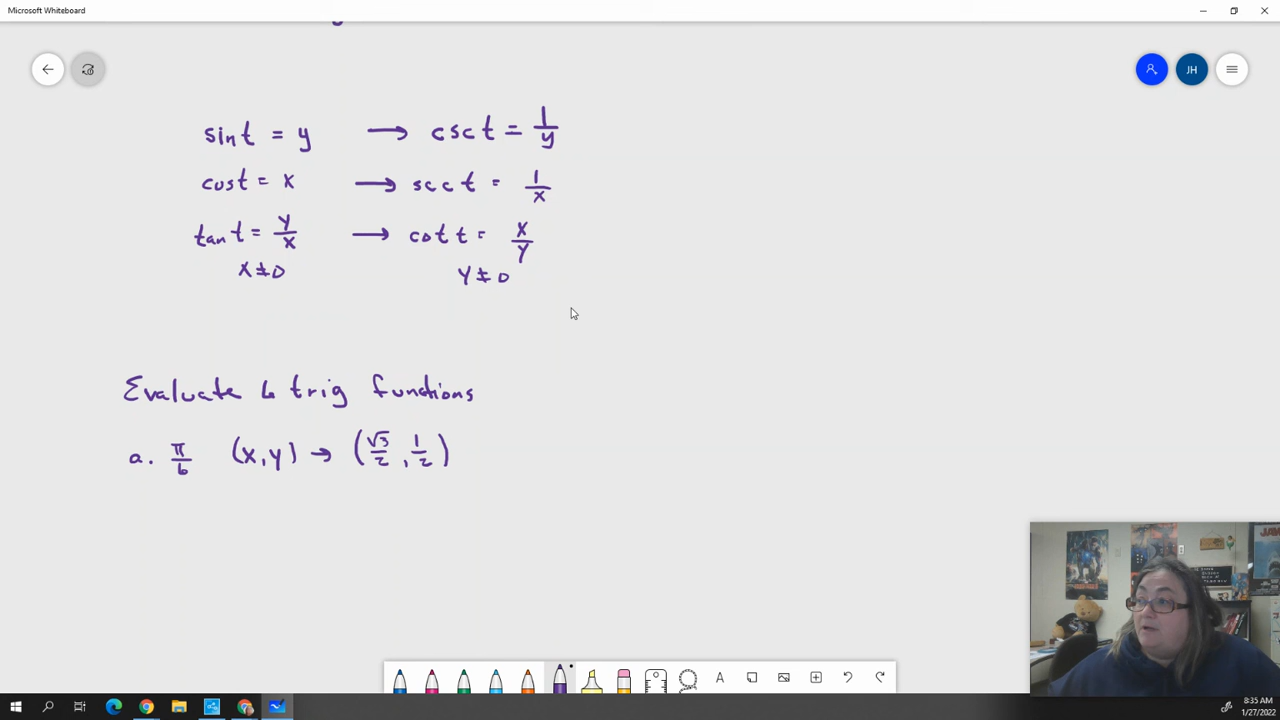 Microsoft Whiteboard
JH
sin t = y → csc t = 1/y
cos t = x → sec t = 1/x
tan t = y/x → cot t = x/y
x ≠ 0 y ≠ 0
Evaluate 6 trig functions
a. π/6 (x,y) → (√3/2, 1/2)
A
8:35 AM
1/27/2022